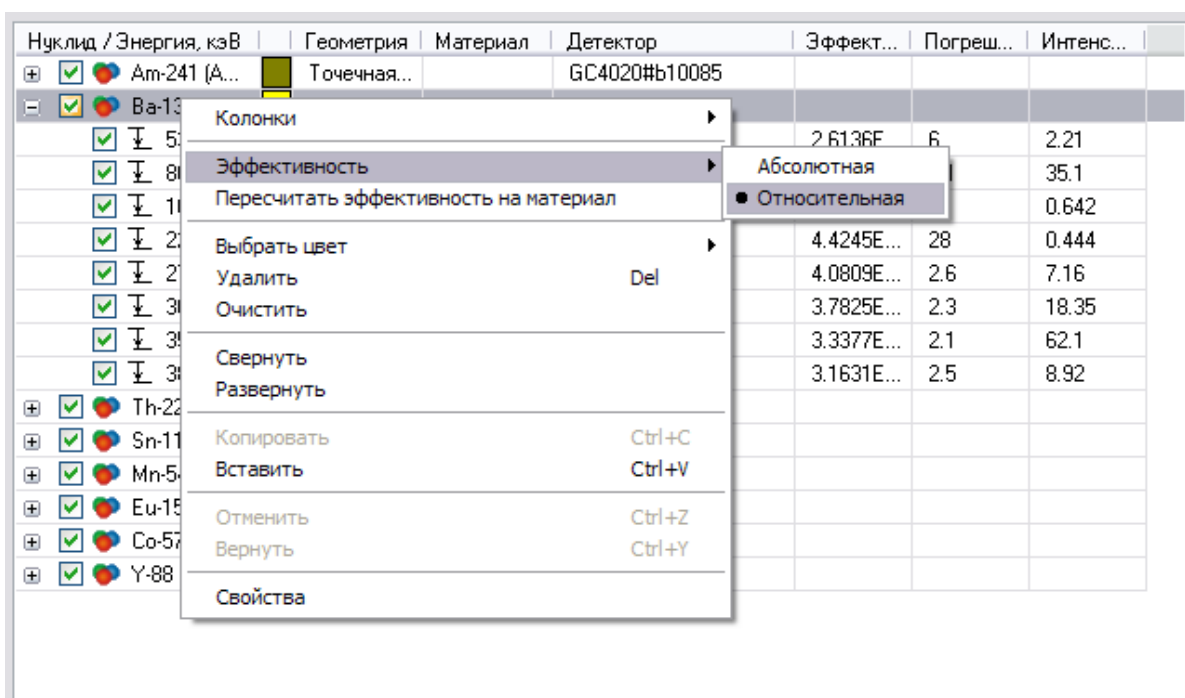 Нуклид / Энергия, кэВ Геометрия Материал Детектор Эффект... Погреш... Интенс...
Am-241 (A... Точечная... GC4020#b10085
Ba-13
Колонки
2.6136E 6 2.21
Эффективность Абсолютная 35.1
Пересчитать эффективность на материал Относительная 0.642
Выбрать цвет 4.4245E... 28 0.444
Удалить Del 4.0809E... 2.6 7.16
Очистить 3.7825E... 2.3 18.35
Свернуть 3.3377E... 2.1 62.1
Развернуть 3.1631E... 2.5 8.92
Th-22
Sn-11 Копировать Ctrl+C
Mn-5 Вставить Ctrl+V
Eu-15 Отменить Ctrl+Z
Co-57 Вернуть Ctrl+Y
Y-88 Свойства